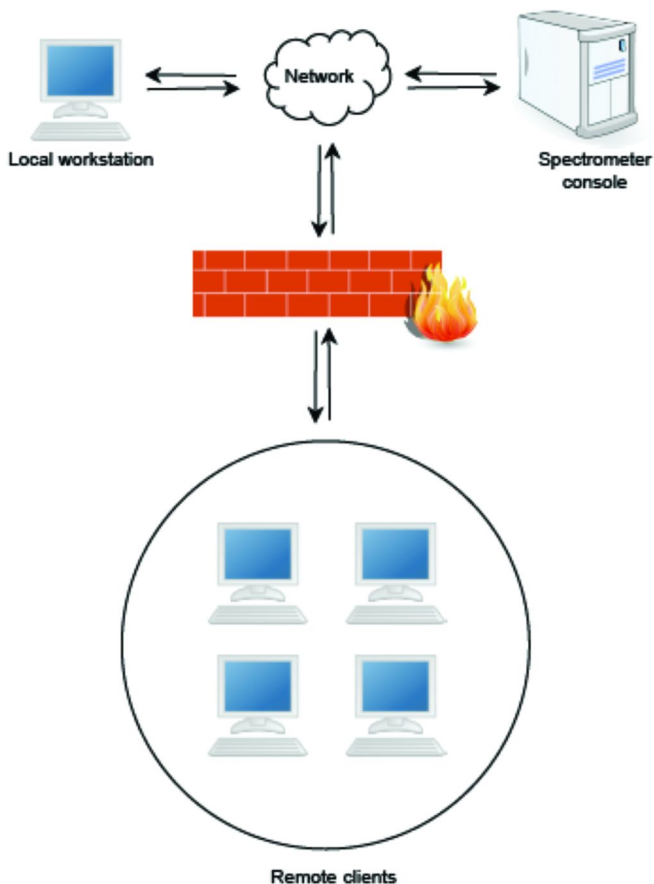 Network
Local workstation
Spectrometer
console
Remote clients